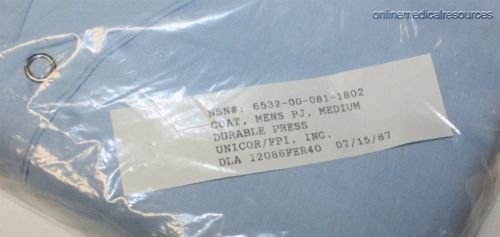 onlinemedicalresources
NSN#: 6532-00-081-1802
COAT, MENS PJ, MEDIUM
DURABLE PRESS
UNICOR/FPI, INC.
DLA 12086FER40 07/15/87